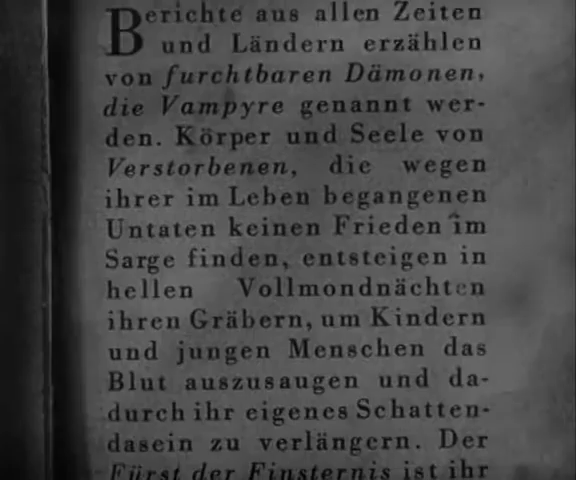 Berichte aus allen Zeiten
und Ländern erzählen
von furchtbaren Dämonen,
die Vampyre genannt wer-
den. Körper und Seele von
Verstorbenen, die wegen
ihrer im Leben begangenen
Untaten keinen Frieden im
Sarge finden, entsteigen in
hellen Vollmondnächten
ihren Gräbern, um Kindern
und jungen Menschen das
Blut auszusaugen und da-
durch ihr eigenes Schatten-
dasein zu verlängern. Der
Fürst der Finsternis ist ihr